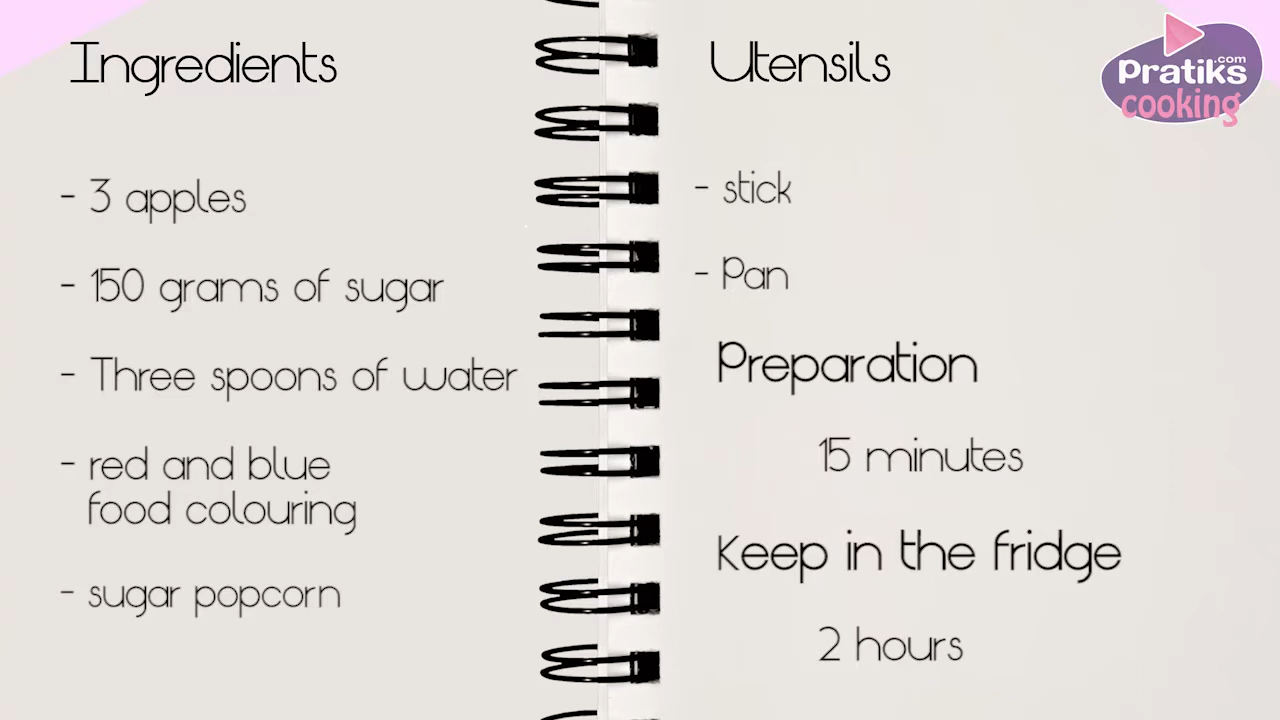 Ingredients
- 3 apples
- 150 grams of sugar
- Three spoons of water
- red and blue
food colouring
- sugar popcorn
Utensils
- stick
- Pan
Preparation
15 minutes
Keep in the fridge
2 hours
Pratiks.com
cooking